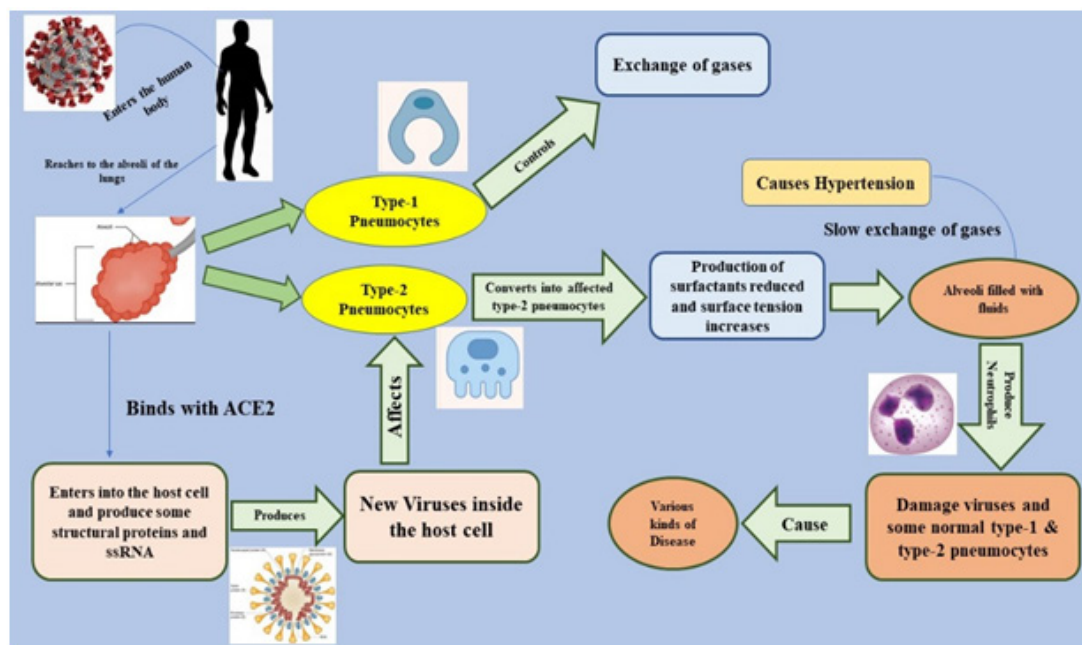 Enters the human
body
Exchange of gases
Reaches to the alveoli of the
lungs
Controls
Type-1
Pneumocytes
Causes Hypertension
Slow exchange of gases
Alveoli
Type-2
Pneumocytes
Converts into affected
type-2 pneumocytes
Production of
surfactants reduced
and surface tension
increases
Alveoli filled with
fluids
Binds with ACE2
Affects
Produce
Neutrophils
Enters into the host cell
and produce some
structural proteins and
ssRNA
Produces
New Viruses inside
the host cell
Various
kinds of
Disease
Cause
Damage viruses and
some normal type-1 &
type-2 pneumocytes